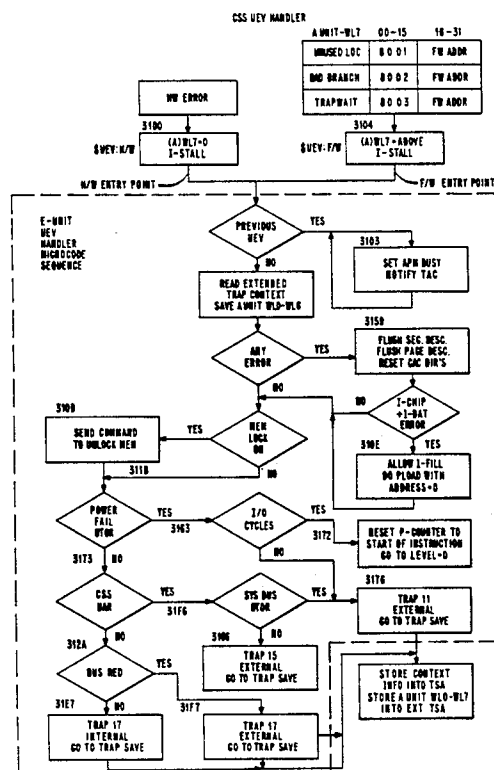 CSS UEV HANDLER
A UNIT-WL7 00-15 16-31
UNUSED LOC 8001 FW ADDR
BAD BRANCH 8002 FW ADDR
TRAPWAIT 8003 FW ADDR
HW ERROR
3100
$UEV:H/W
(A)WL7=0
I-STALL
3104
$UEV:F/W
(A)WL7=ABOVE
I-STALL
H/W ENTRY POINT
F/W ENTRY POINT
E-UNIT
UEV
HANDLER
MICROCODE
SEQUENCE
PREVIOUS
UEV
YES
NO
3103
SET APN BUSY
NOTIFY TAC
READ EXTENDED
TRAP CONTEXT
SAVE A UNIT WL0-WL6
ANY
ERROR
YES
NO
3150
FLUSH SEG. DESC.
FLUSH PAGE DESC.
RESET CAC DIR'S
I-CHIP
+I-BAT
ERROR
NO
YES
310E
ALLOW I-FILL
DO PLOAD WITH
ADDRESS=0
MEM
LOCK
ON
YES
NO
310D
SEND COMMAND
TO UNLOCK MEM
311B
POWER
FAIL
UTOR
YES
3163
NO
3173
I/O
CYCLES
YES
3172
NO
RESET P-COUNTER TO
START OF INSTRUCTION
GO TO LEVEL=0
CSS
UAR
YES
31F6
NO
312A
SYS BUS
UTOR
YES
NO
3176
TRAP 11
EXTERNAL
GO TO TRAP SAVE
3106
TRAP 15
EXTERNAL
GO TO TRAP SAVE
BUS RED
YES
31F7
NO
31E7
TRAP 17
INTERNAL
GO TO TRAP SAVE
TRAP 17
EXTERNAL
GO TO TRAP SAVE
STORE CONTEXT
INFO INTO TSA
STORE A UNIT WL0-WL7
INTO EXT TSA